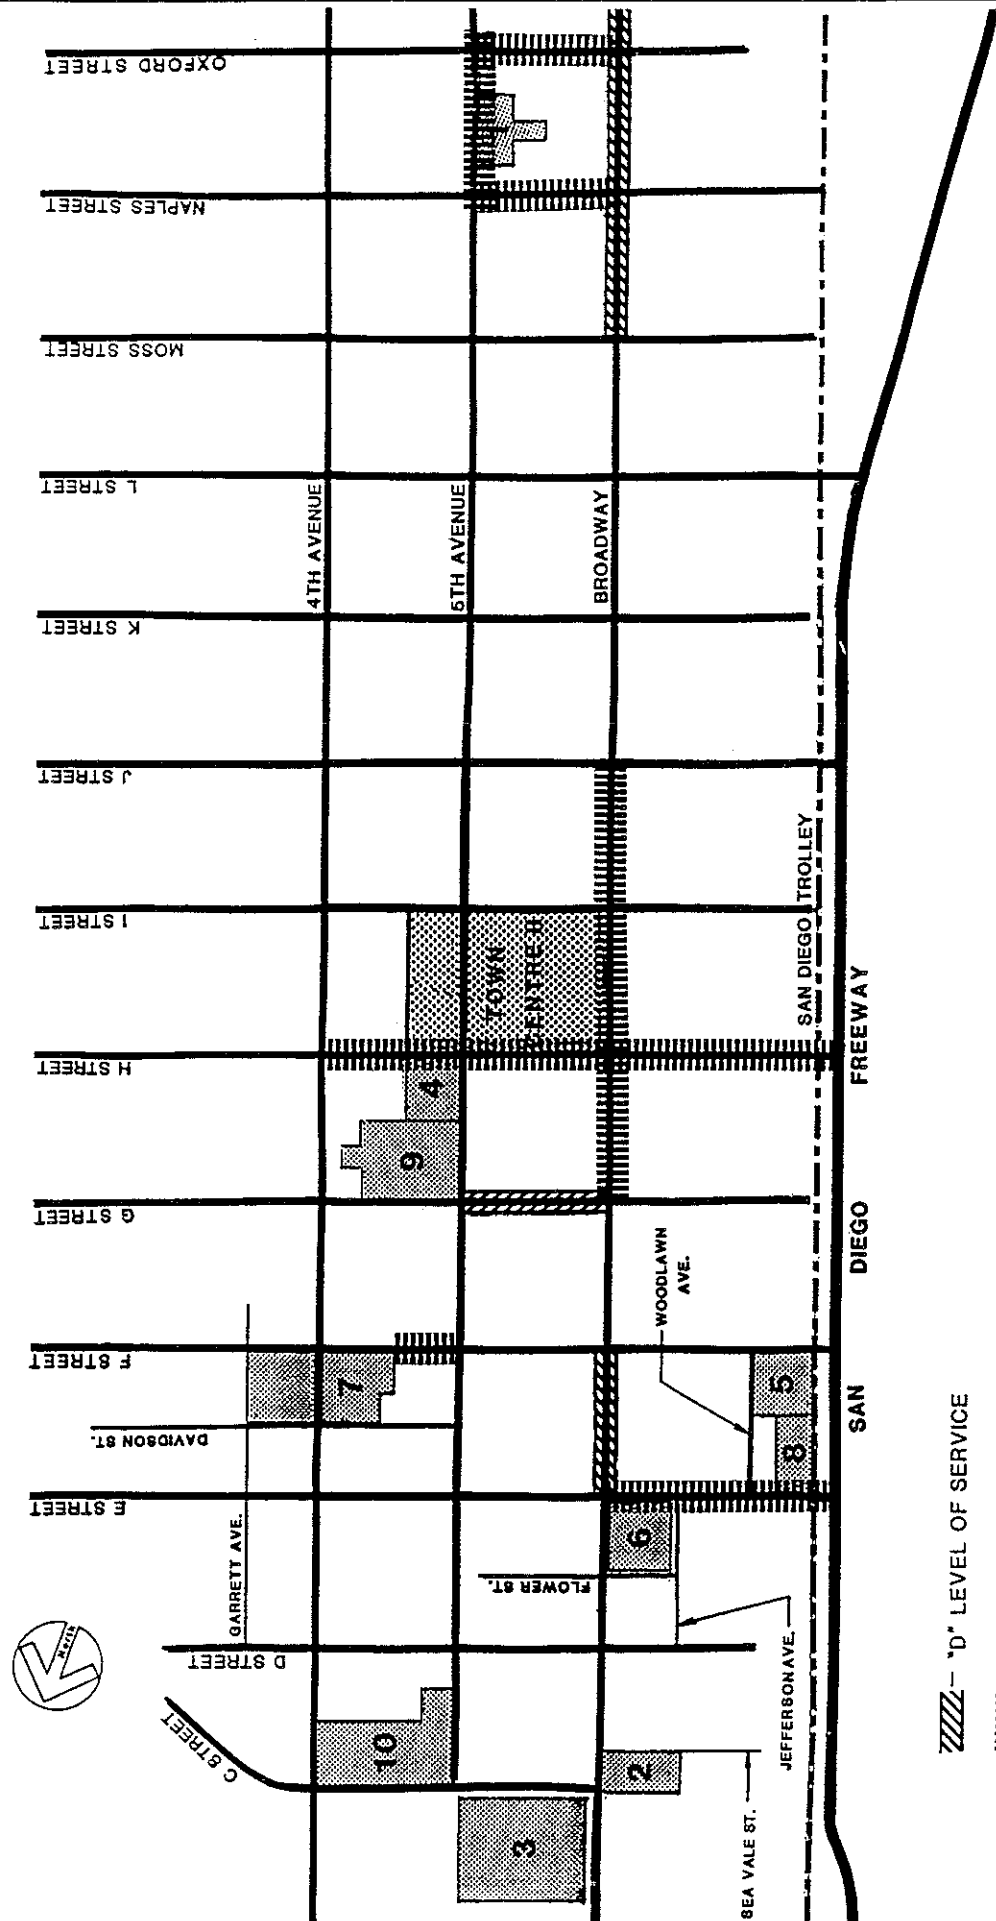 OXFORD STREET
NAPLES STREET
MOSS STREET
L STREET
4TH AVENUE
5TH AVENUE
BROADWAY
K STREET
J STREET
SAN DIEGO TROLLEY
I STREET
TOWN
CENTRE II
H STREET
4
9
G STREET
SAN DIEGO FREEWAY
WOODLAWN
AVE.
F STREET
7
5
DAVIDSON ST.
8
E STREET
GARRETT AVE.
6
FLOWER ST.
North
D STREET
JEFFERSON AVE.
C STREET
10
2
3
SEA VALE ST.
"D" LEVEL OF SERVICE